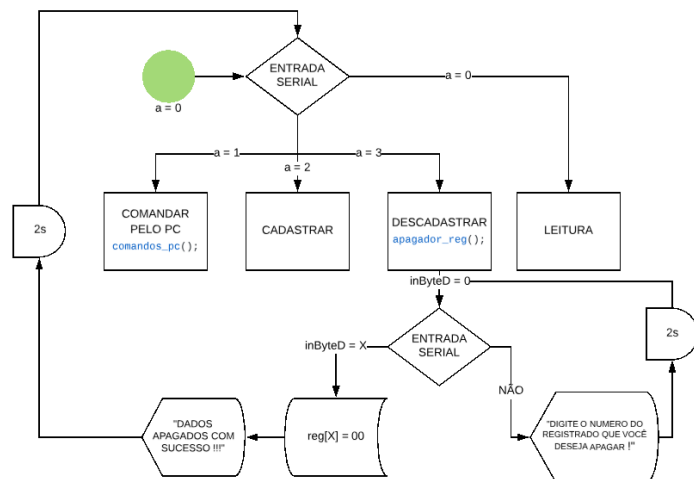 ENTRADA
SERIAL
a = 0
a = 0
a = 1
a = 2
a = 3
2s
COMANDAR
PELO PC
comandos_pc();
CADASTRAR
DESCADASTRAR
apagador_reg();
LEITURA
inByteD = 0
2s
ENTRADA
SERIAL
inByteD = X
NÃO
"DADOS
APAGADOS COM
SUCESSO !!!"
reg[X] = 00
"DIGITE O NUMERO DO
REGISTRADO QUE VOCÊ
DESEJA APAGAR !"